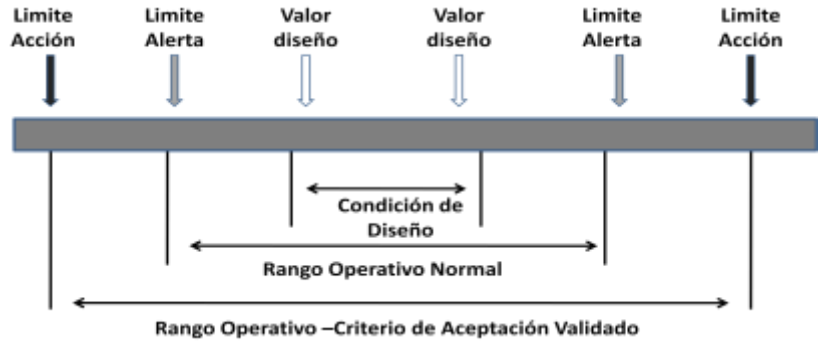 Limite Limite Valor Valor Limite Limite
Acción Alerta diseño diseño Alerta Acción
Condición de
Diseño
Rango Operativo Normal
Rango Operativo –Criterio de Aceptación Validado